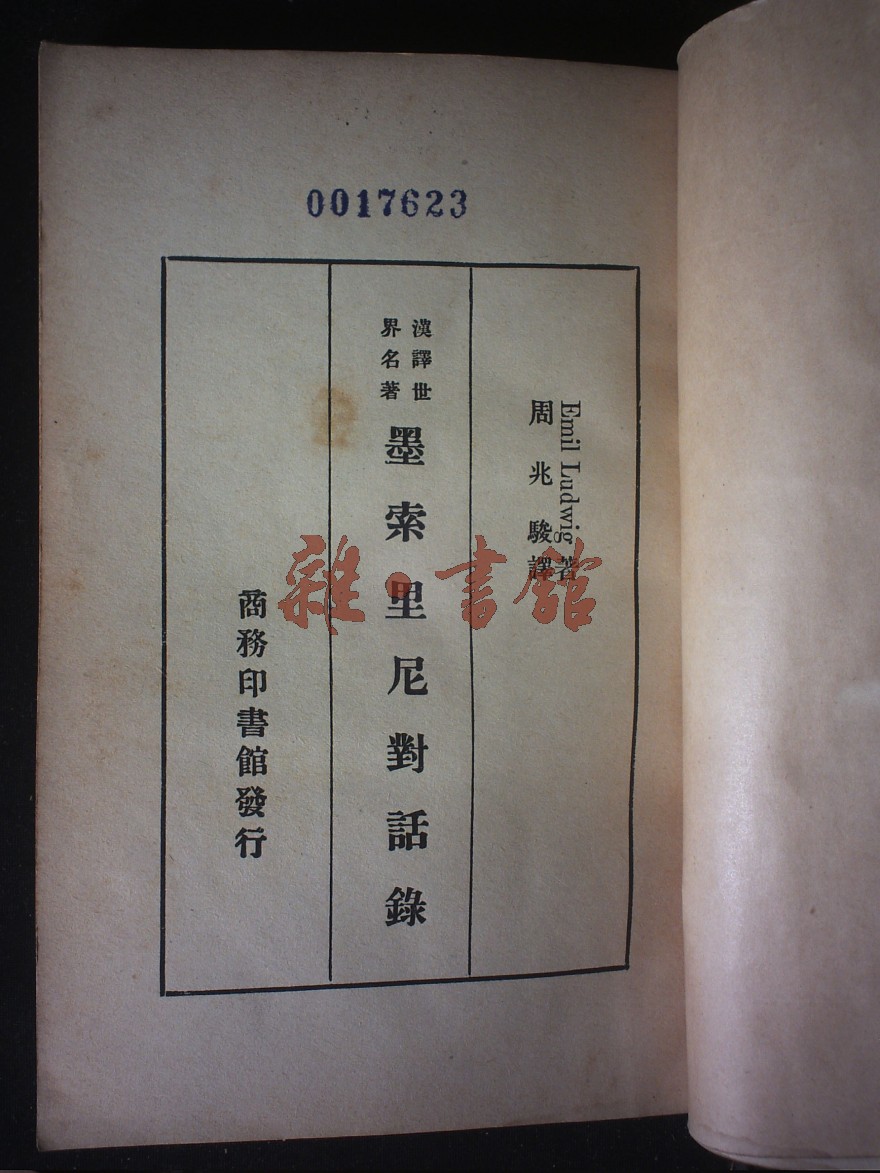 0017623
Emil Ludwig 著
周兆駿譯
漢譯世
界名著
墨索里尼對話錄
商務印書館發行
雜·書館